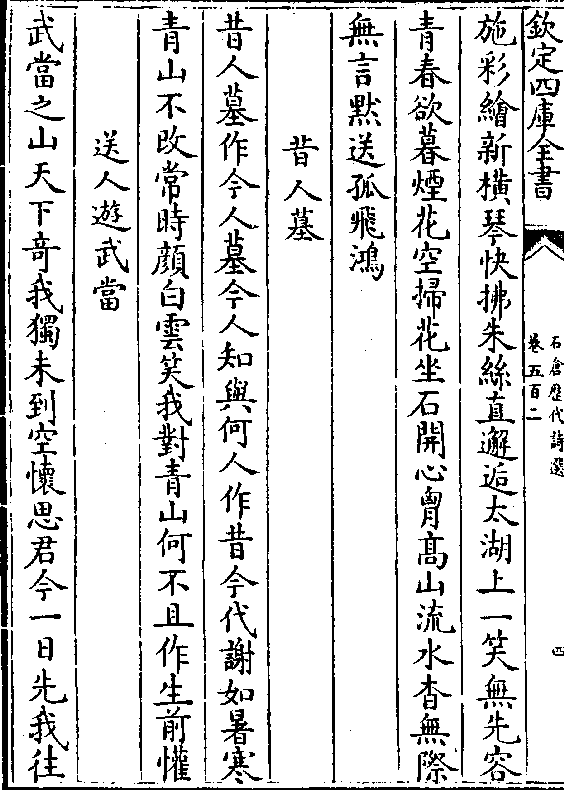 欽定四庫全書
石倉歷代詩選
卷五百二
四
施彩繪新横琴快拂朱絲直邂逅太湖上一笑無先容
青春欲暮煙花空掃花坐石開心胷髙山流水杳無際
無言黙送孤飛鴻
昔人墓
昔人墓作今人墓今人知與何人作昔今代謝如暑寒
青山不改常時顔白雲笑我對青山何不且作生前懽
送人遊武當
武當之山天下竒我獨未到空懷思君今一日先我往